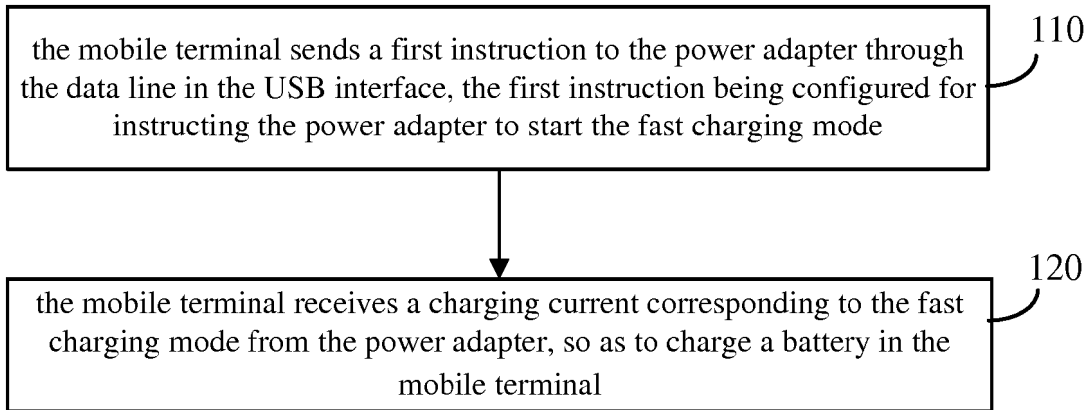 the mobile terminal sends a first instruction to the power adapter through
the data line in the USB interface, the first instruction being configured for
instructing the power adapter to start the fast charging mode
110
the mobile terminal receives a charging current corresponding to the fast
charging mode from the power adapter, so as to charge a battery in the
mobile terminal
120